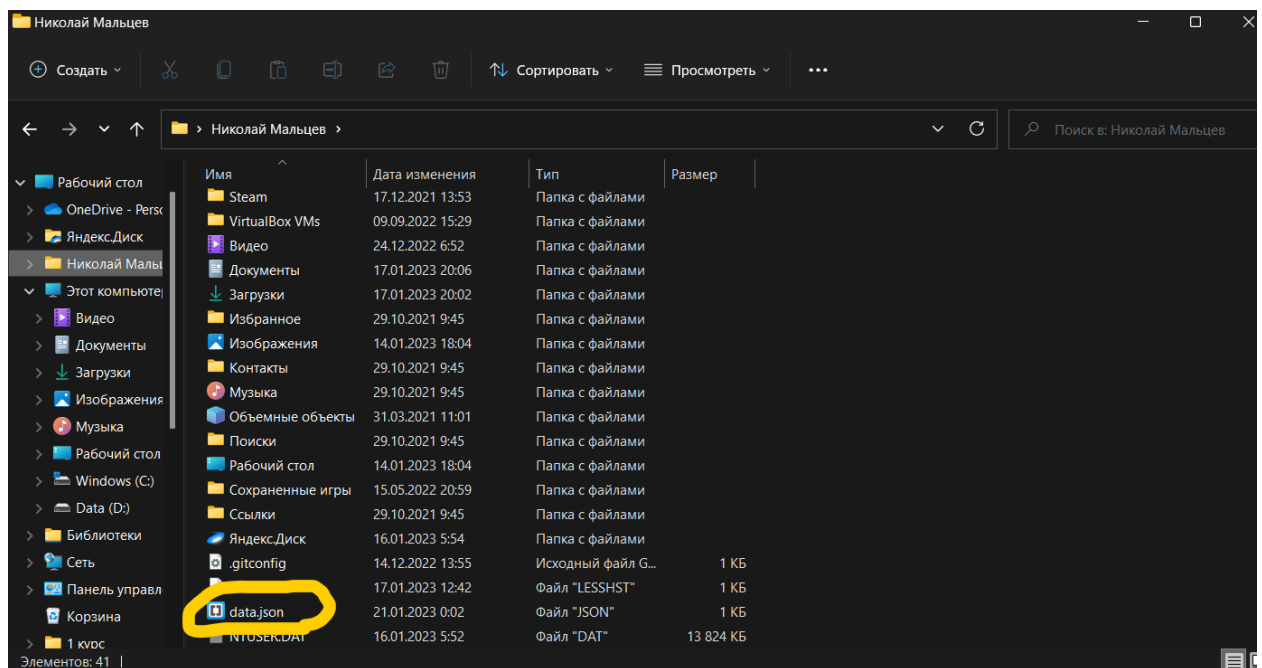 Николай Мальцев
Создать
Сортировать
Просмотреть
Николай Мальцев
Поиск в: Николай Мальцев
Рабочий стол
OneDrive - Perso
Яндекс.Диск
Николай Мальц
Этот компьютер
Видео
Документы
Загрузки
Изображения
Музыка
Рабочий стол
Windows (C:)
Data (D:)
Библиотеки
Сеть
Панель управл
Корзина
1 курс
Имя Дата изменения Тип Размер
Steam 17.12.2021 13:53 Папка с файлами
VirtualBox VMs 09.09.2022 15:29 Папка с файлами
Видео 24.12.2022 6:52 Папка с файлами
Документы 17.01.2023 20:06 Папка с файлами
Загрузки 17.01.2023 20:02 Папка с файлами
Избранное 29.10.2021 9:45 Папка с файлами
Изображения 14.01.2023 18:04 Папка с файлами
Контакты 29.10.2021 9:45 Папка с файлами
Музыка 29.10.2021 9:45 Папка с файлами
Объемные объекты 31.03.2021 11:01 Папка с файлами
Поиски 29.10.2021 9:45 Папка с файлами
Рабочий стол 14.01.2023 18:04 Папка с файлами
Сохраненные игры 15.05.2022 20:59 Папка с файлами
Ссылки 29.10.2021 9:45 Папка с файлами
Яндекс.Диск 16.01.2023 5:54 Папка с файлами
.gitconfig 14.12.2022 13:55 Исходный файл G... 1 КБ
17.01.2023 12:42 Файл "LESSHST" 1 КБ
data.json 21.01.2023 0:02 Файл "JSON" 1 КБ
NTUSER.DAT 16.01.2023 5:52 Файл "DAT" 13 824 КБ
Элементов: 41